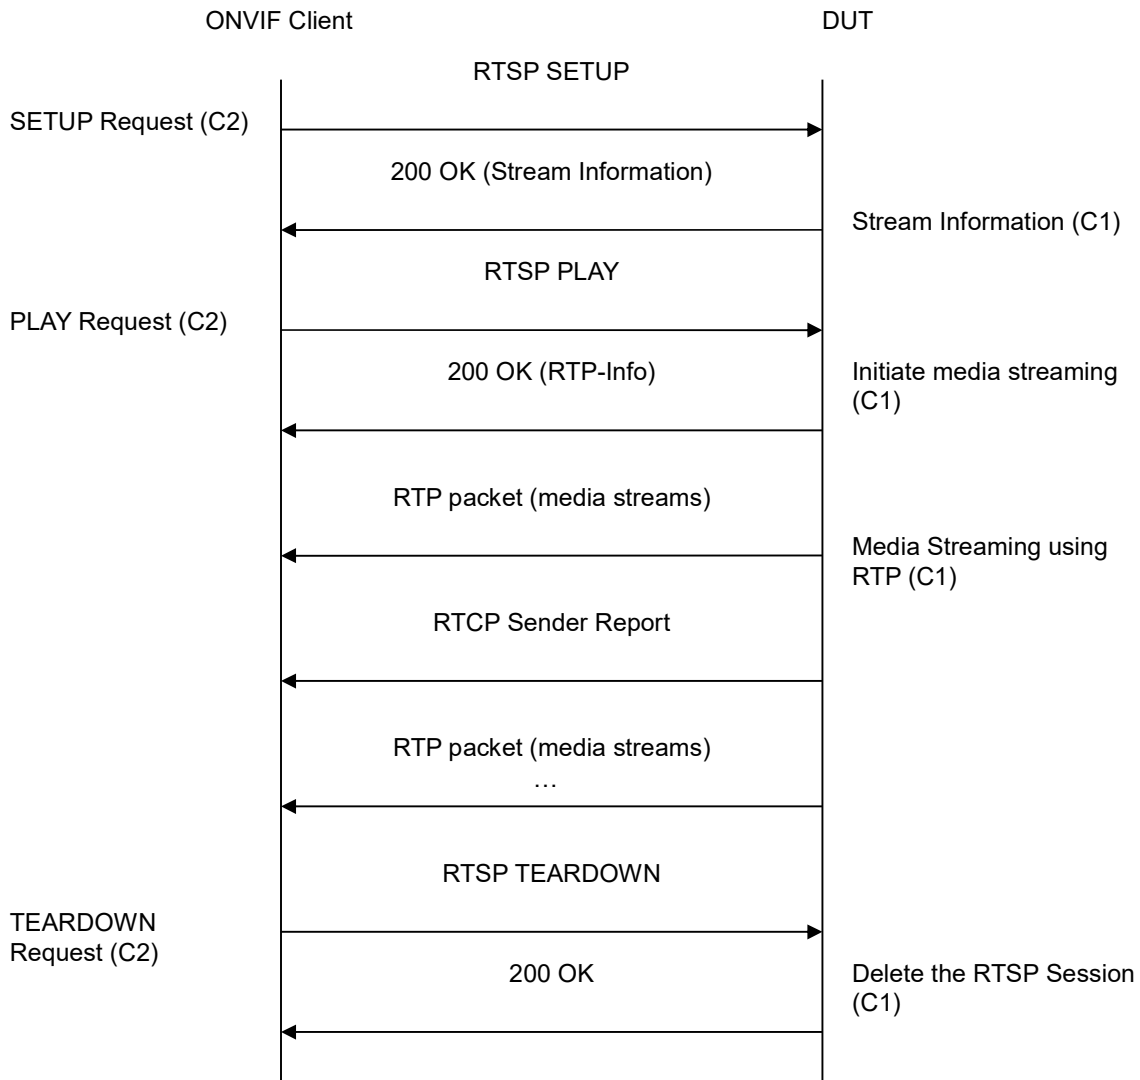 ONVIF Client
DUT
RTSP SETUP
SETUP Request (C2)
200 OK (Stream Information)
Stream Information (C1)
RTSP PLAY
PLAY Request (C2)
200 OK (RTP-Info)
Initiate media streaming
(C1)
RTP packet (media streams)
Media Streaming using
RTP (C1)
RTCP Sender Report
RTP packet (media streams)
…
RTSP TEARDOWN
TEARDOWN
Request (C2)
200 OK
Delete the RTSP Session
(C1)